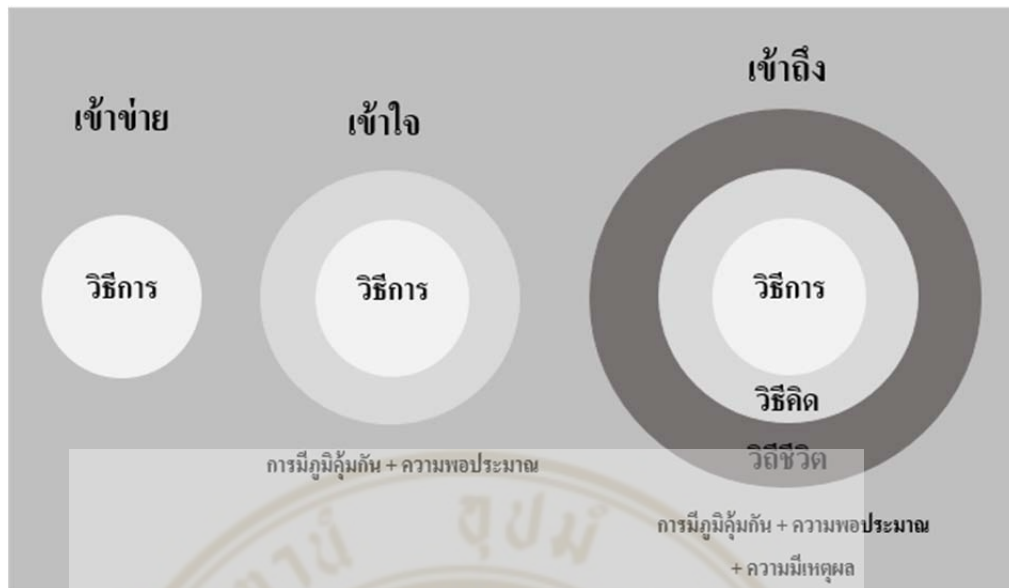 เข้าข่าย
เข้าใจ
เข้าถึง
วิธีการ
วิธีการ
วิธีการ
วิธีคิด
วิถีชีวิต
การมีภูมิคุ้มกัน + ความพอประมาณ
การมีภูมิคุ้มกัน + ความพอประมาณ
+ ความมีเหตุผล